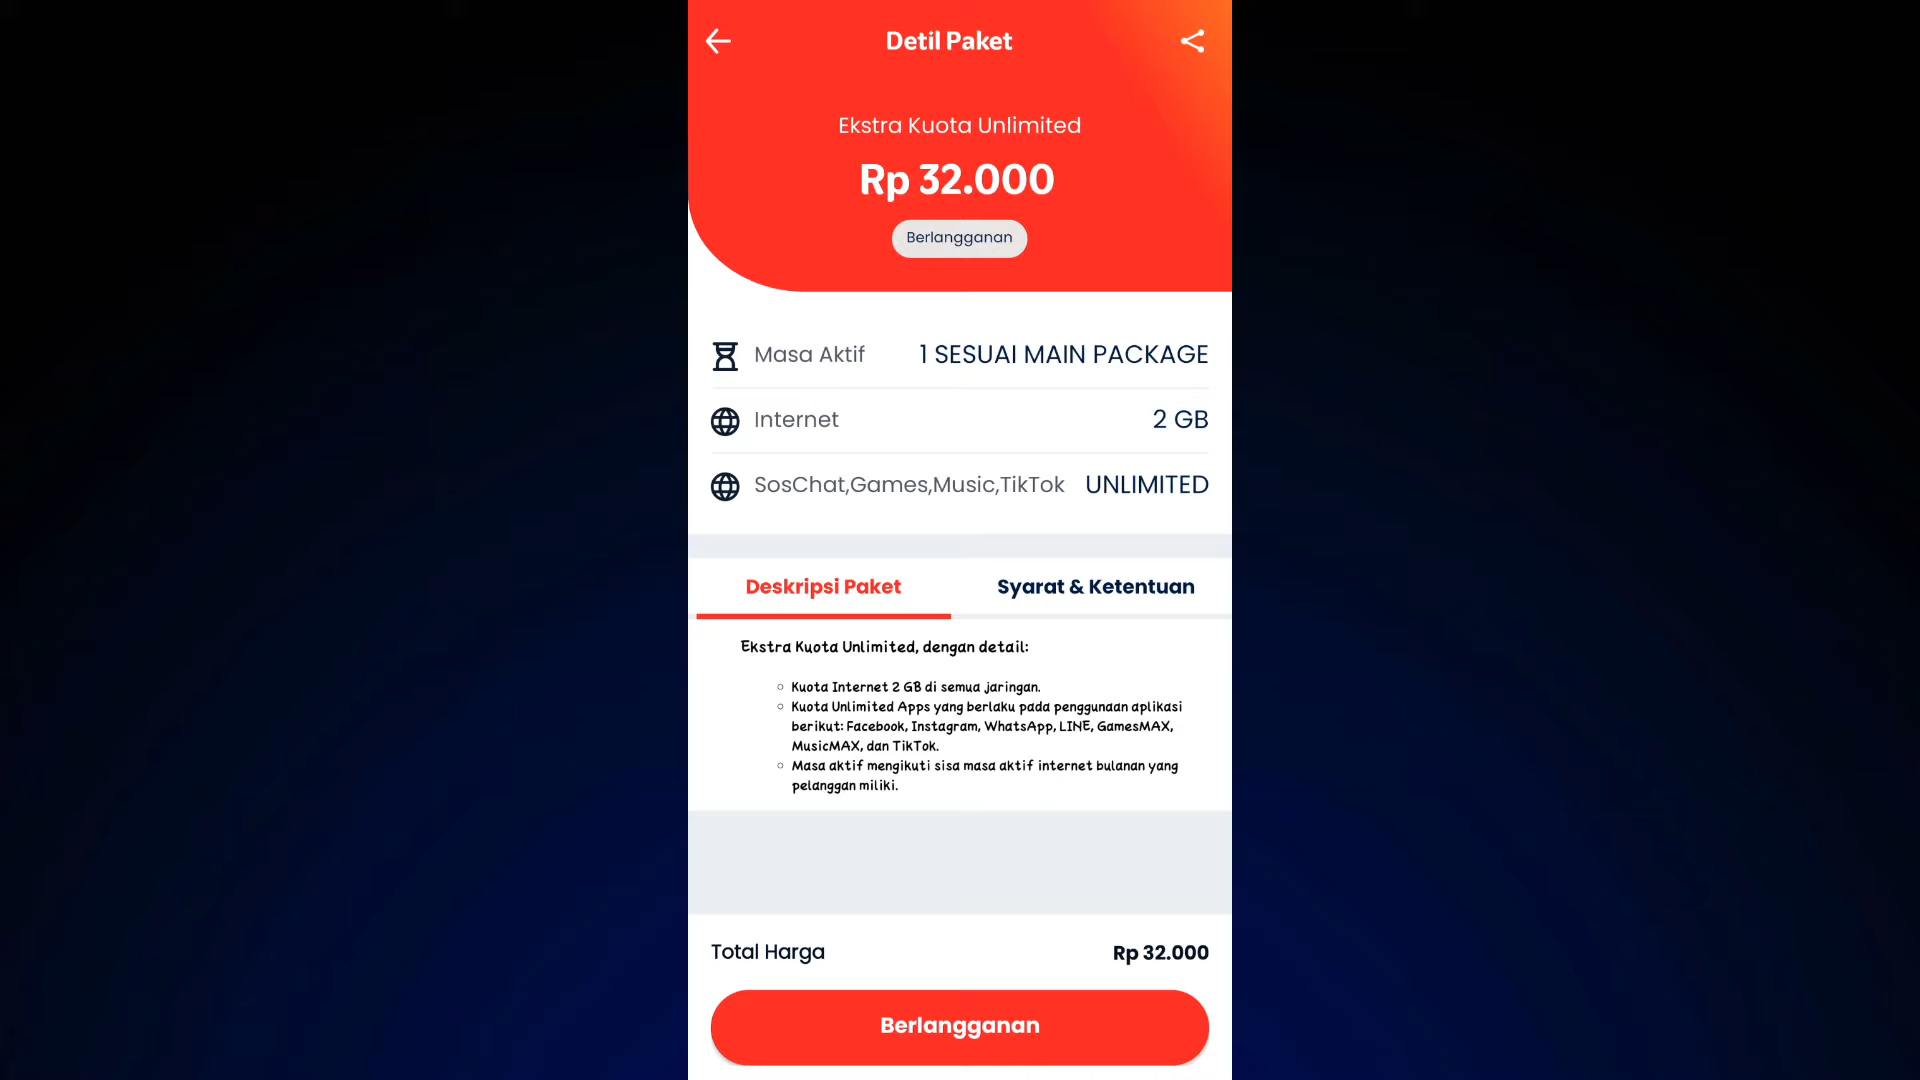 Detil Paket
Ekstra Kuota Unlimited
Rp 32.000
Berlangganan
Masa Aktif 1 SESUAI MAIN PACKAGE
Internet 2 GB
SosChat,Games,Music,TikTok UNLIMITED
Deskripsi Paket Syarat & Ketentuan
Ekstra Kuota Unlimited, dengan detail:
Kuota Internet 2 GB di semua jaringan.
Kuota Unlimited Apps yang berlaku pada penggunaan aplikasi
berikut: Facebook, Instagram, WhatsApp, LINE, GamesMAX,
MusicMAX, dan TikTok.
Masa aktif mengikuti sisa masa aktif internet bulanan yang
pelanggan miliki.
Total Harga Rp 32.000
Berlangganan